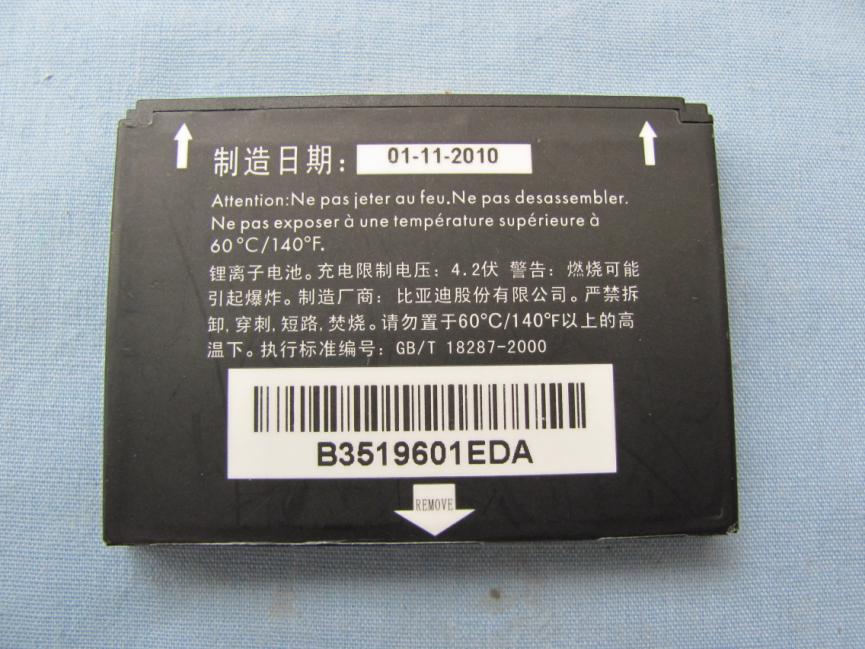 制造日期：01-11-2010
Attention:Ne pas jeter au feu.Ne pas desassembler.
Ne pas exposer à une température supérieure à
60°C/140°F.
锂离子电池。充电限制电压：4.2伏 警告：燃烧可能
引起爆炸。制造厂商：比亚迪股份有限公司。严禁拆
卸,穿刺,短路,焚烧。请勿置于60°C/140°F以上的高
温下。执行标准编号：GB/T 18287-2000
B3519601EDA
REMOVE